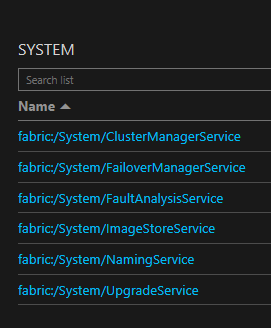 SYSTEM
Search list
Name
fabric:/System/ClusterManagerService
fabric:/System/FailoverManagerService
fabric:/System/FaultAnalysisService
fabric:/System/ImageStoreService
fabric:/System/NamingService
fabric:/System/UpgradeService